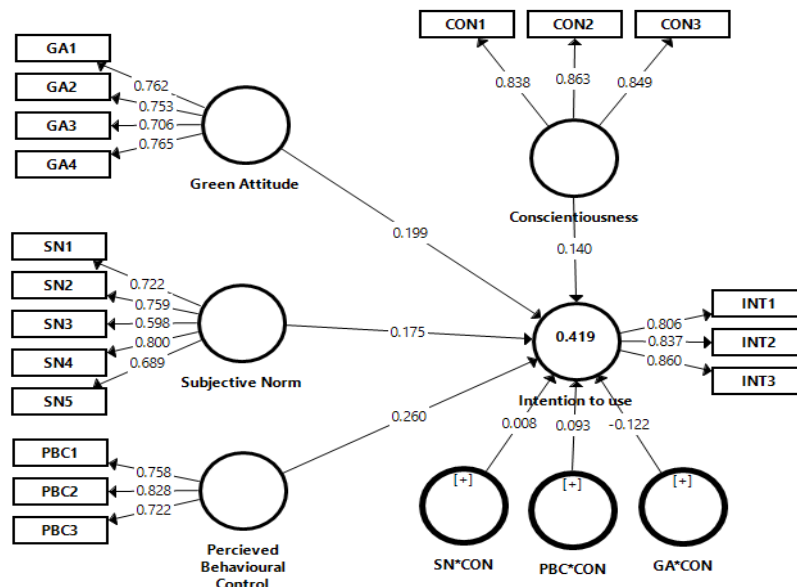 GA1
GA2
GA3
GA4
0.762
0.753
0.706
0.765
Green Attitude
CON1
CON2
CON3
0.838
0.863
0.849
Conscientiousness
0.199
0.140
SN1
SN2
SN3
SN4
SN5
0.722
0.759
0.598
0.800
0.689
Subjective Norm
0.175
0.419
Intention to use
0.806
0.837
0.860
INT1
INT2
INT3
0.260
0.008
0.093
-0.122
PBC1
PBC2
PBC3
0.758
0.828
0.722
Percieved
Behavioural
Control
[+]
[+]
[+]
SN*CON
PBC*CON
GA*CON